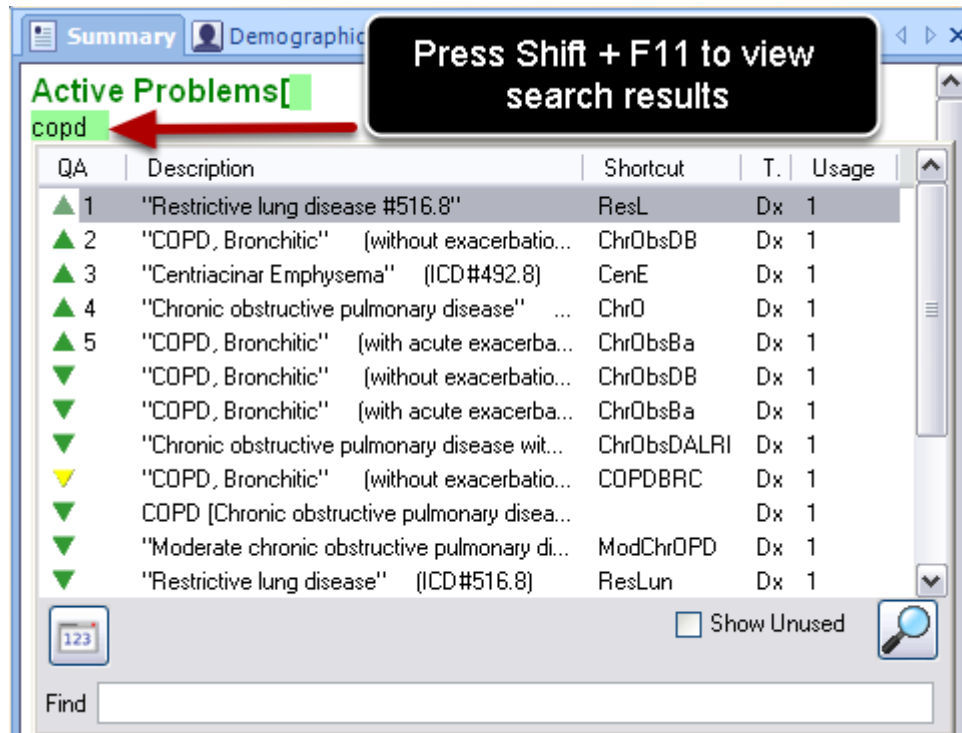 Summary Demographic
Press Shift + F11 to view
search results
Active Problems[
copd
QA Description Shortcut T. Usage
1 "Restrictive lung disease #516.8" ResL Dx 1
2 "COPD, Bronchitic" (without exacerbatio... ChrObsDB Dx 1
3 "Centriacinar Emphysema" (ICD#492.8) CenE Dx 1
4 "Chronic obstructive pulmonary disease" ... ChrO Dx 1
5 "COPD, Bronchitic" (with acute exacerba... ChrObsBa Dx 1
"COPD, Bronchitic" (without exacerbatio... ChrObsDB Dx 1
"COPD, Bronchitic" (with acute exacerba... ChrObsBa Dx 1
"Chronic obstructive pulmonary disease wit... ChrObsDALRI Dx 1
"COPD, Bronchitic" (without exacerbatio... COPDBRC Dx 1
COPD [Chronic obstructive pulmonary disea... Dx 1
"Moderate chronic obstructive pulmonary di... ModChrOPD Dx 1
"Restrictive lung disease" (ICD#516.8) ResLun Dx 1
123
Show Unused
Find